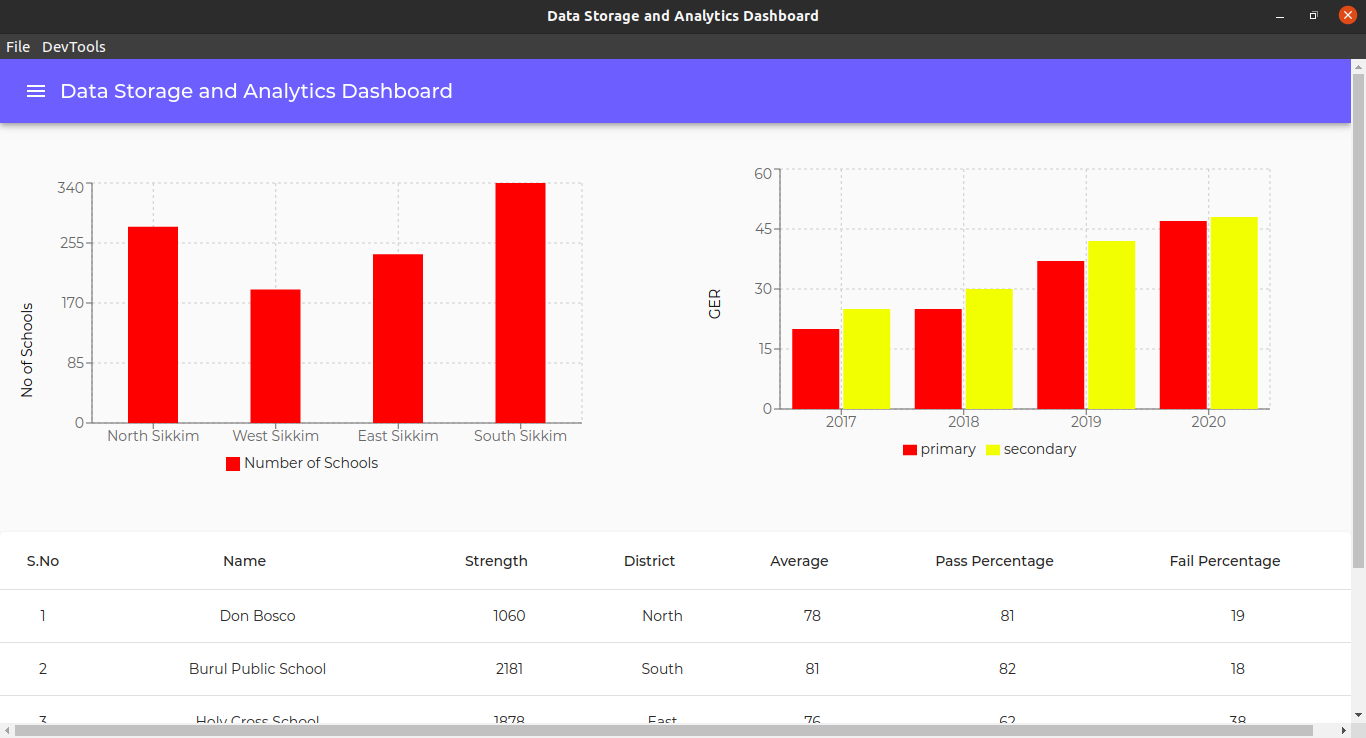 Data Storage and Analytics Dashboard
File DevTools
Data Storage and Analytics Dashboard
340
255
170
85
0
No of Schools
North Sikkim West Sikkim East Sikkim South Sikkim
Number of Schools
60
45
30
15
0
GER
2017 2018 2019 2020
primary secondary
S.No Name Strength District Average Pass Percentage Fail Percentage
1 Don Bosco 1060 North 78 81 19
2 Burul Public School 2181 South 81 82 18
3 Holy Cross School 1878 East 76 62 38